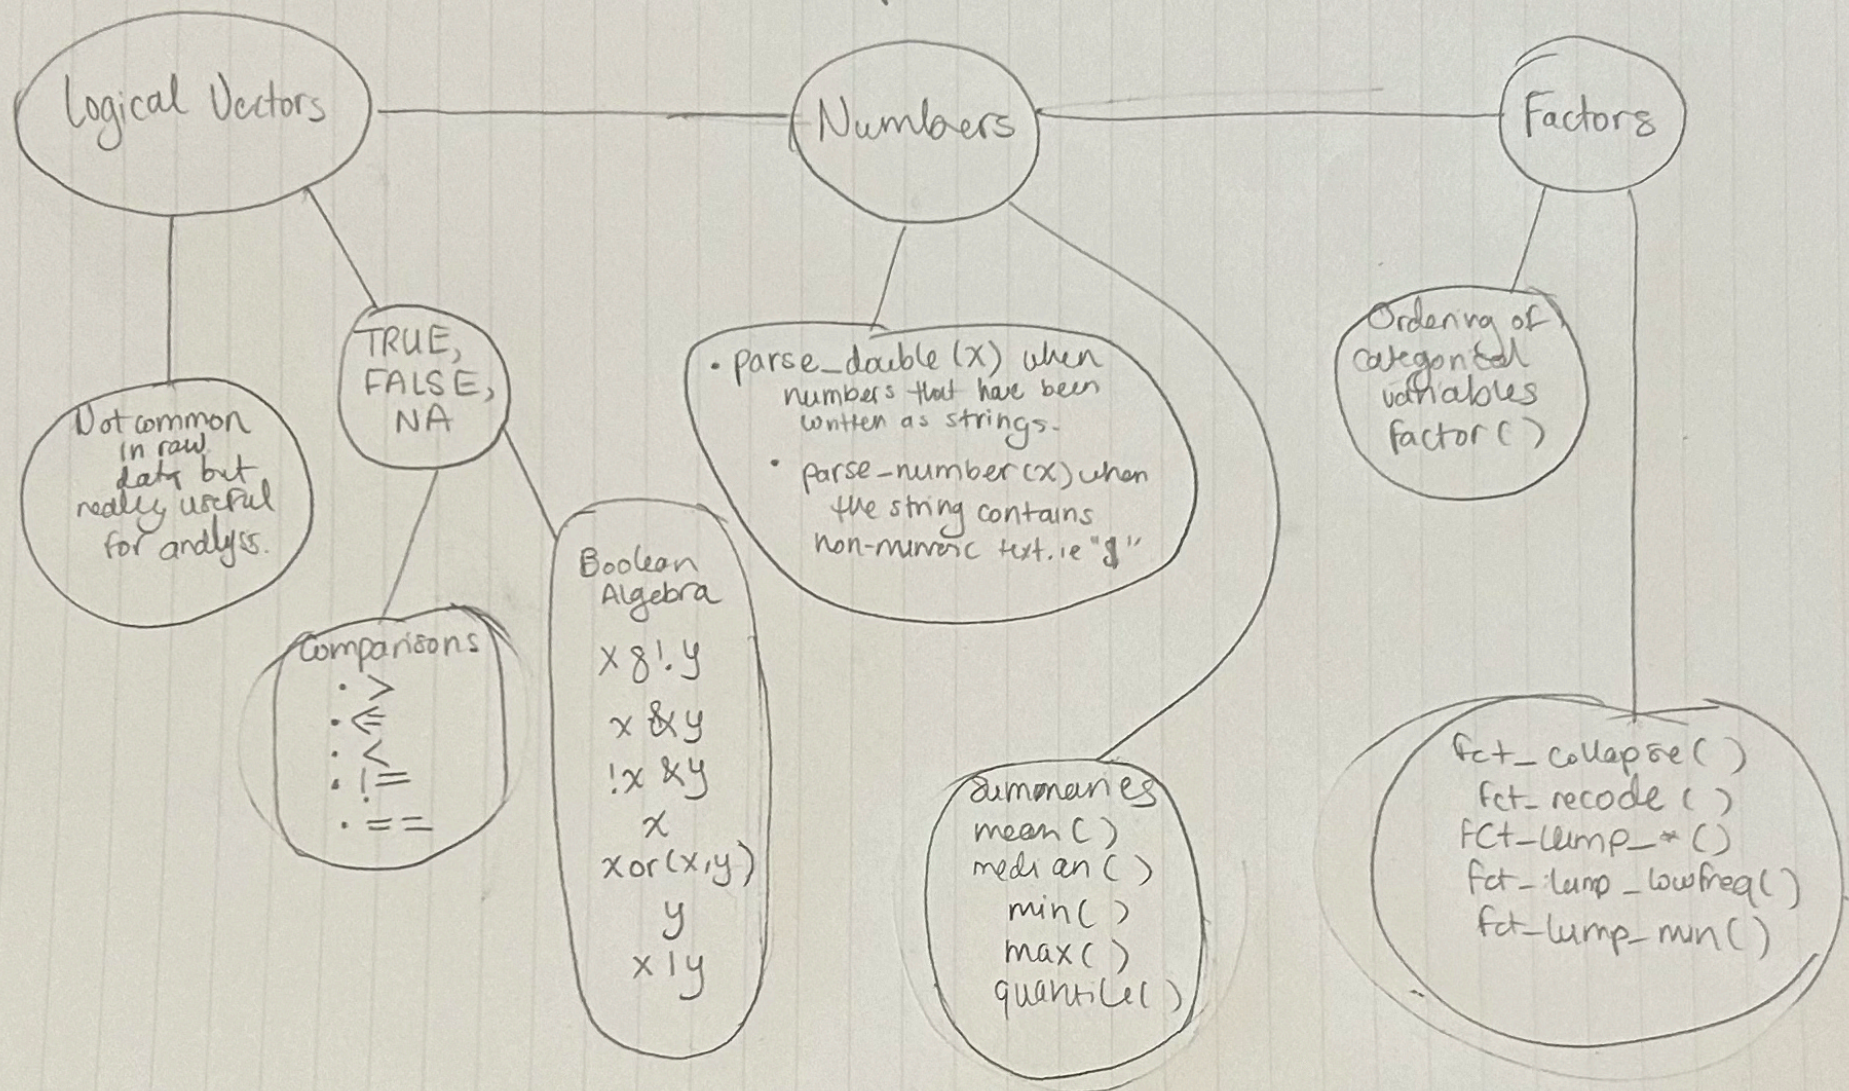 Logical Vectors
Numbers
Factors
Not common
in raw
data but
really useful
for analysis.
TRUE,
FALSE,
NA
Comparisons
· >
· <=
· <
· !=
· ==
Boolean
Algebra
x &! y
x & y
!x & y
x
xor(x,y)
y
x | y
• parse_double(x) when
numbers that have been
written as strings.
• parse_number(x) when
the string contains
non-numeric text. ie "$"
Summaries
mean()
median()
min()
max()
quantile()
Ordering of
categorical
variables
factor()
fct_collapse()
fct_recode()
fct_lump_*()
fct_lump_lowfreq()
fct_lump_min()